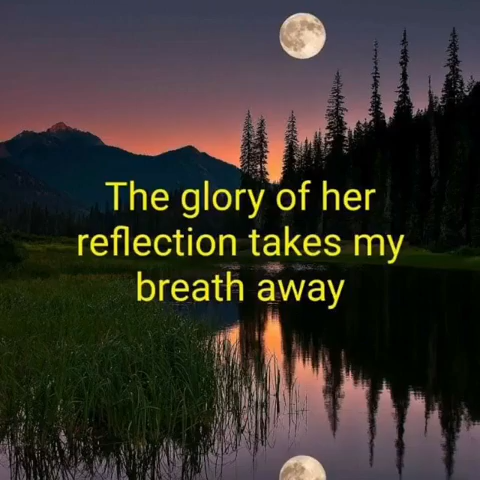 The glory of her
reflection takes my
breath away